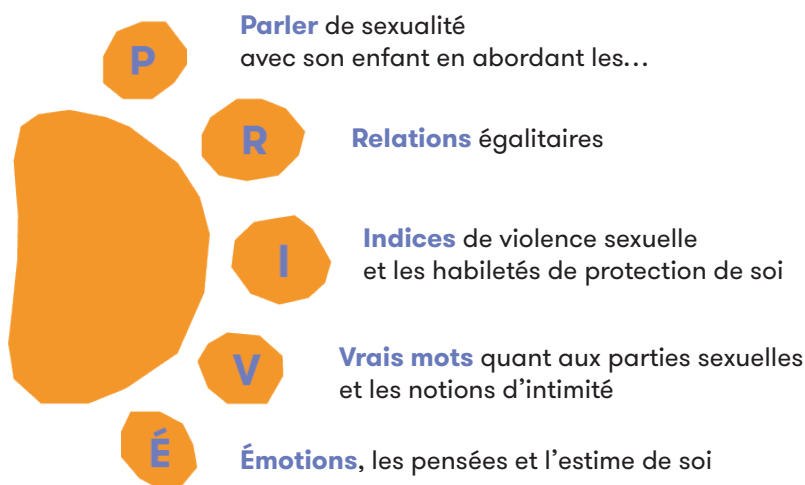 P
Parler de sexualité
avec son enfant en abordant les…
R
Relations égalitaires
I
Indices de violence sexuelle
et les habiletés de protection de soi
V
Vrais mots quant aux parties sexuelles
et les notions d’intimité
É
Émotions, les pensées et l’estime de soi